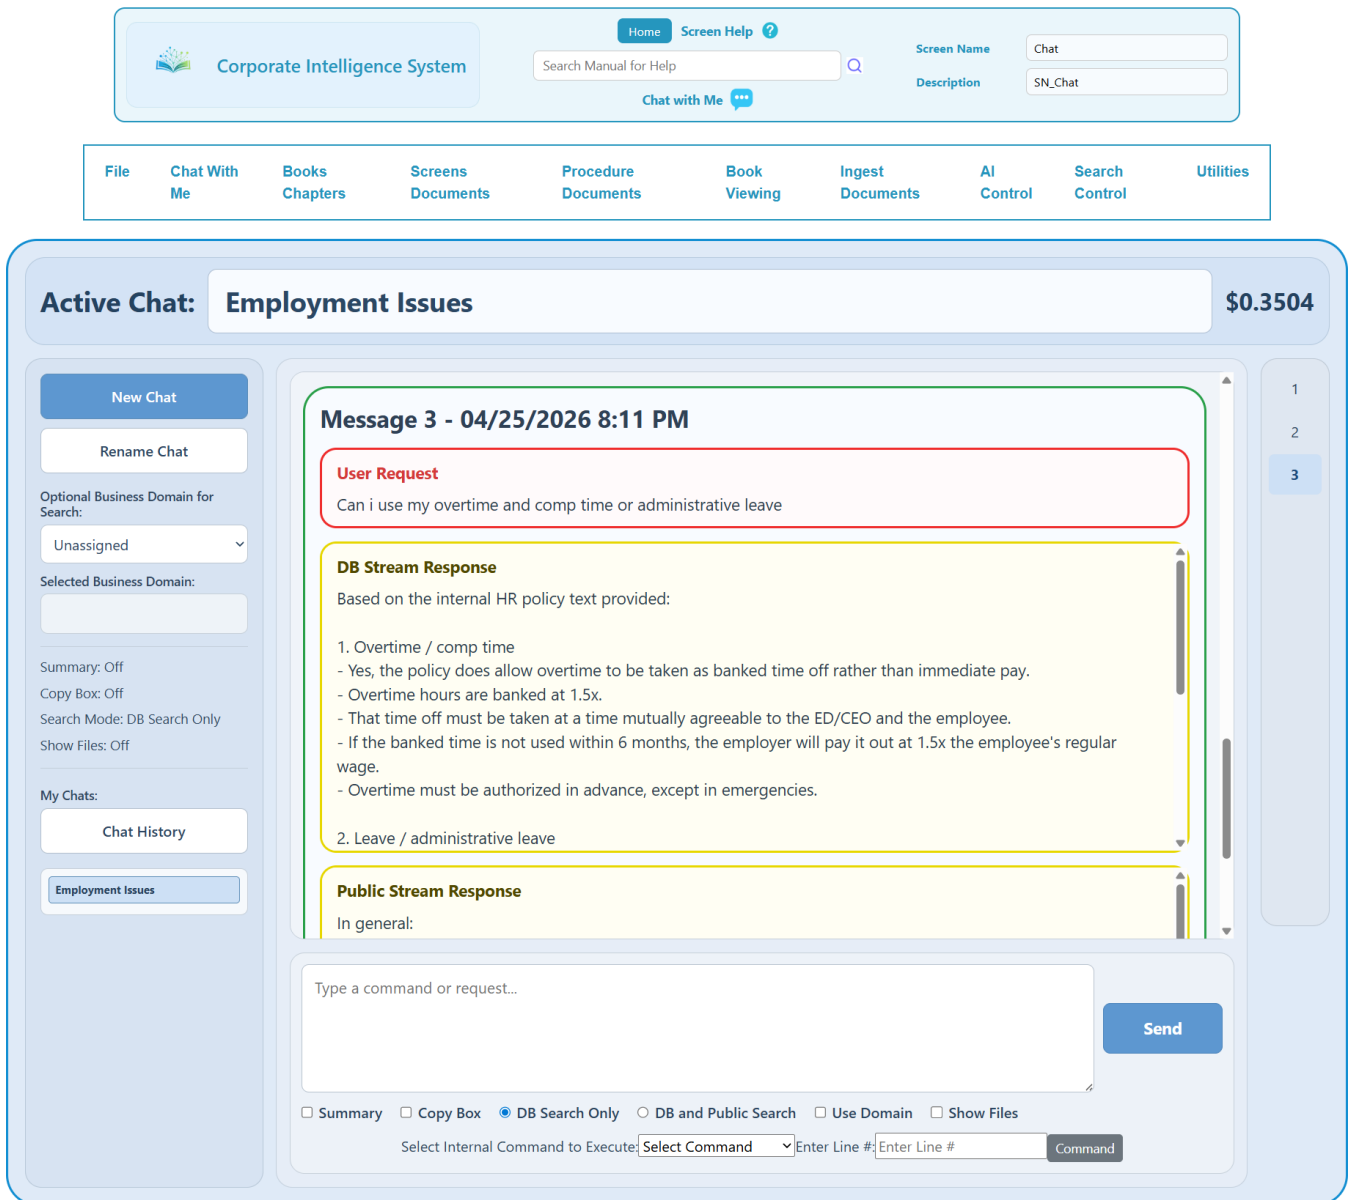 Corporate Intelligence System
Home
Screen Help ?
Search Manual for Help
Chat with Me
Screen Name
Chat
Description
SN_Chat
File
Chat With Me
Books Chapters
Screens Documents
Procedure Documents
Book Viewing
Ingest Documents
AI Control
Search Control
Utilities
Active Chat:
Employment Issues
$0.3504
New Chat
Rename Chat
Optional Business Domain for
Search:
Unassigned
Selected Business Domain:
Summary: Off
Copy Box: Off
Search Mode: DB Search Only
Show Files: Off
My Chats:
Chat History
Employment Issues
Message 3 - 04/25/2026 8:11 PM
User Request
Can i use my overtime and comp time or administrative leave
DB Stream Response
Based on the internal HR policy text provided:
1. Overtime / comp time
- Yes, the policy does allow overtime to be taken as banked time off rather than immediate pay.
- Overtime hours are banked at 1.5x.
- That time off must be taken at a time mutually agreeable to the ED/CEO and the employee.
- If the banked time is not used within 6 months, the employer will pay it out at 1.5x the employee's regular
wage.
- Overtime must be authorized in advance, except in emergencies.
2. Leave / administrative leave
Public Stream Response
In general:
1
2
3
Type a command or request...
Send
Summary
Copy Box
DB Search Only
DB and Public Search
Use Domain
Show Files
Select Internal Command to Execute:
Select Command
Enter Line #:
Enter Line #
Command